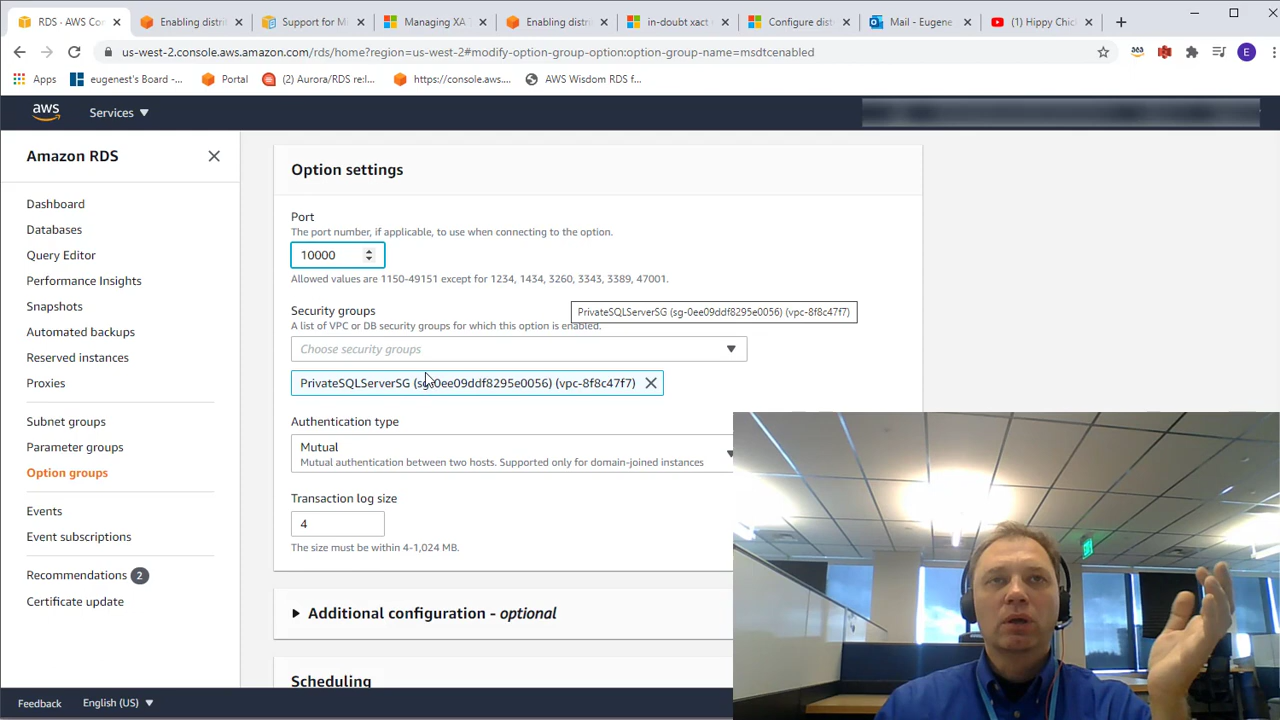 RDS · AWS Con
Enabling distri
Support for Mi
Managing XA T
Enabling distri
in-doubt xact
Configure dist
Mail - Eugene
(1) Hippy Chic
us-west-2.console.aws.amazon.com/rds/home?region=us-west-2#modify-option-group-option:option-group-name=msdtcenabled
E
Apps
eugenest's Board -...
Portal
(2) Aurora/RDS re:I...
https://console.aws....
AWS Wisdom RDS f...
aws
Services
Amazon RDS
Dashboard
Databases
Query Editor
Performance Insights
Snapshots
Automated backups
Reserved instances
Proxies
Subnet groups
Parameter groups
Option groups
Events
Event subscriptions
Recommendations 2
Certificate update
Option settings
Port
The port number, if applicable, to use when connecting to the option.
10000
Allowed values are 1150-49151 except for 1234, 1434, 3260, 3343, 3389, 47001.
Security groups
PrivateSQLServerSG (sg-0ee09ddf8295e0056) (vpc-8f8c47f7)
A list of VPC or DB security groups for which this option is enabled.
Choose security groups
PrivateSQLServerSG (sg-0ee09ddf8295e0056) (vpc-8f8c47f7)
Authentication type
Mutual
Mutual authentication between two hosts. Supported only for domain-joined instances
Transaction log size
4
The size must be within 4-1,024 MB.
Additional configuration - optional
Scheduling
Feedback
English (US)